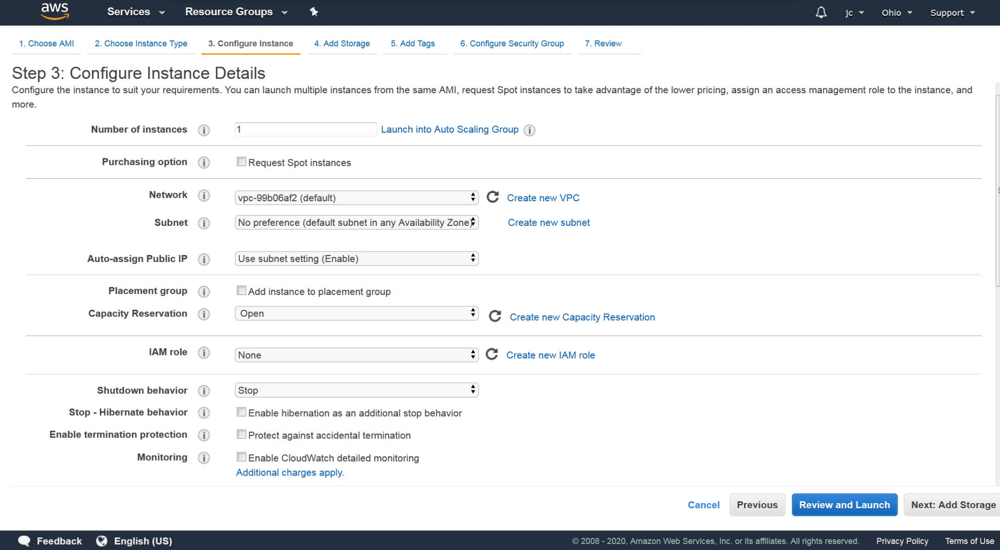 aws Services Resource Groups jc Ohio Support
1. Choose AMI 2. Choose Instance Type 3. Configure Instance 4. Add Storage 5. Add Tags 6. Configure Security Group 7. Review
Step 3: Configure Instance Details
Configure the instance to suit your requirements. You can launch multiple instances from the same AMI, request Spot instances to take advantage of the lower pricing, assign an access management role to the instance, and
more.
Number of instances 1 Launch into Auto Scaling Group
Purchasing option Request Spot instances
Network vpc-99b06af2 (default) Create new VPC
Subnet No preference (default subnet in any Availability Zone) Create new subnet
Auto-assign Public IP Use subnet setting (Enable)
Placement group Add instance to placement group
Capacity Reservation Open Create new Capacity Reservation
IAM role None Create new IAM role
Shutdown behavior Stop
Stop - Hibernate behavior Enable hibernation as an additional stop behavior
Enable termination protection Protect against accidental termination
Monitoring Enable CloudWatch detailed monitoring
Additional charges apply.
Cancel Previous Review and Launch Next: Add Storage
Feedback English (US) © 2008 - 2020, Amazon Web Services, Inc. or its affiliates. All rights reserved. Privacy Policy Terms of Use